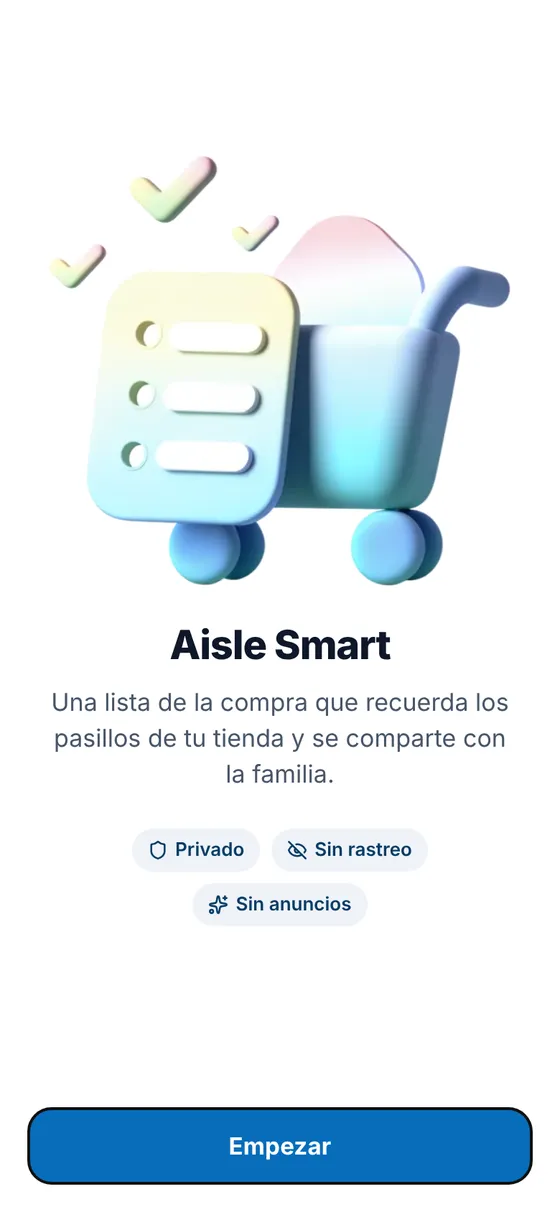 Aisle Smart
Una lista de la compra que recuerda los
pasillos de tu tienda y se comparte con
la familia.
Privado
Sin rastreo
Sin anuncios
Empezar